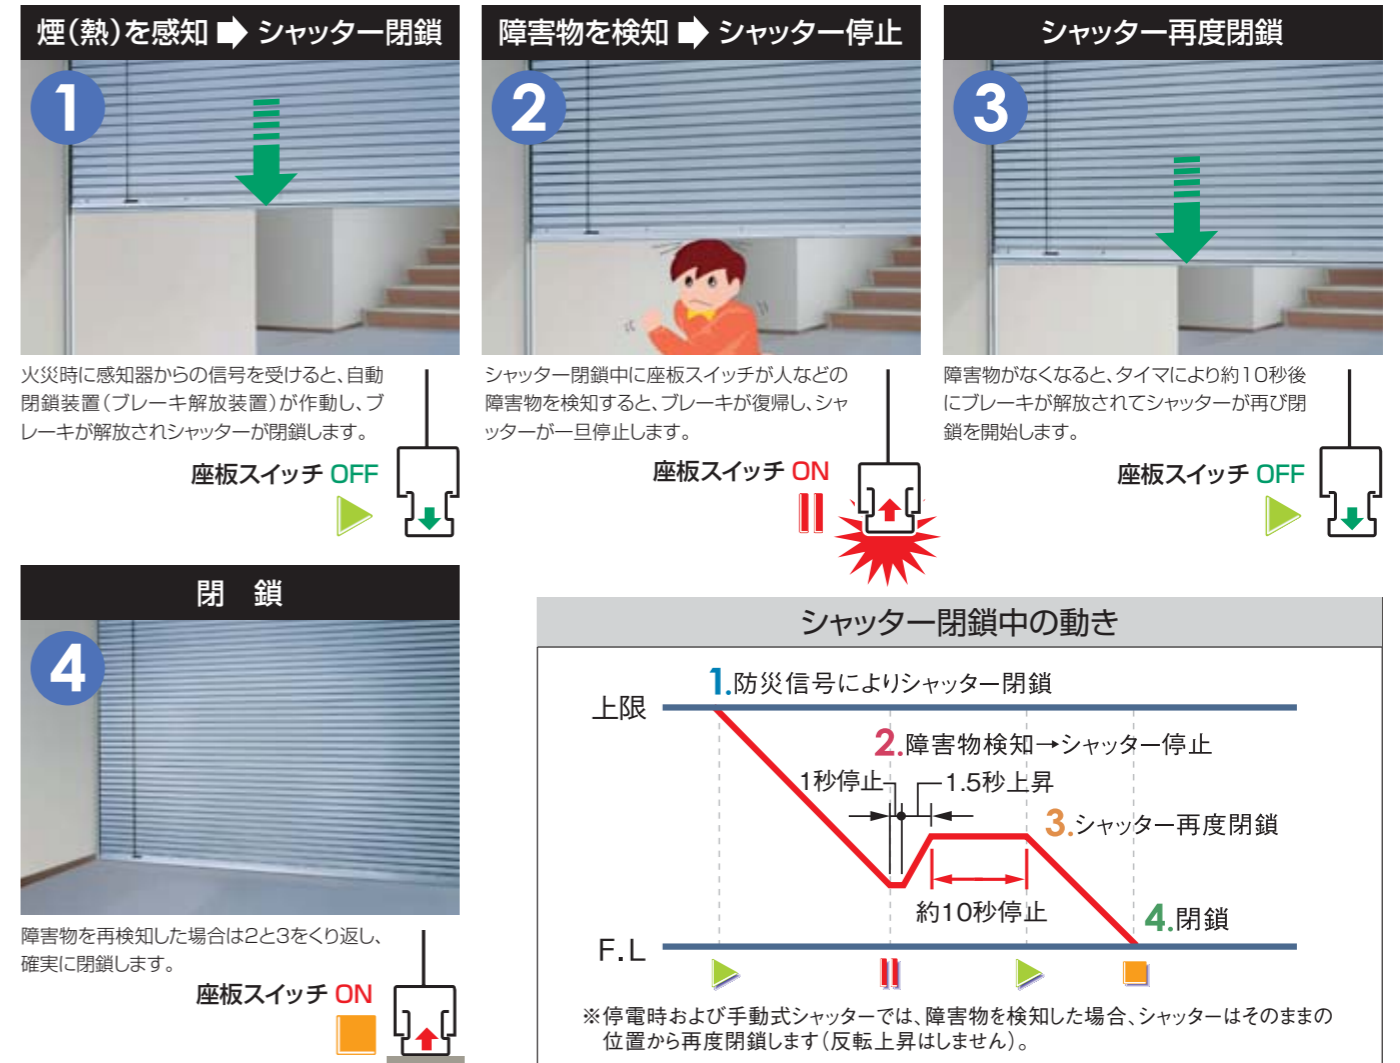 煙(熱)を感知➡シャッター閉鎖
1
火災時に感知器からの信号を受けると、自動
閉鎖装置(ブレーキ解放装置)が作動し、ブ
レーキが解放されシャッターが閉鎖します。
座板スイッチ OFF
障害物を検知➡シャッター停止
2
シャッター閉鎖中に座板スイッチが人などの
障害物を検知すると、ブレーキが復帰し、シャ
ッターが一旦停止します。
座板スイッチ ON
シャッター再度閉鎖
3
障害物がなくなると、タイマにより約10秒後
にブレーキが解放されてシャッターが再び閉
鎖を開始します。
座板スイッチ OFF
閉 鎖
4
障害物を再検知した場合は2と3をくり返し、
確実に閉鎖します。
座板スイッチ ON
シャッター閉鎖中の動き
1.防災信号によりシャッター閉鎖
上限
2.障害物検知→シャッター停止
1秒停止 1.5秒上昇
3.シャッター再度閉鎖
約10秒停止
4.閉鎖
F.L
※停電時および手動式シャッターでは、障害物を検知した場合、シャッターはそのままの
位置から再度閉鎖します(反転上昇はしません)。